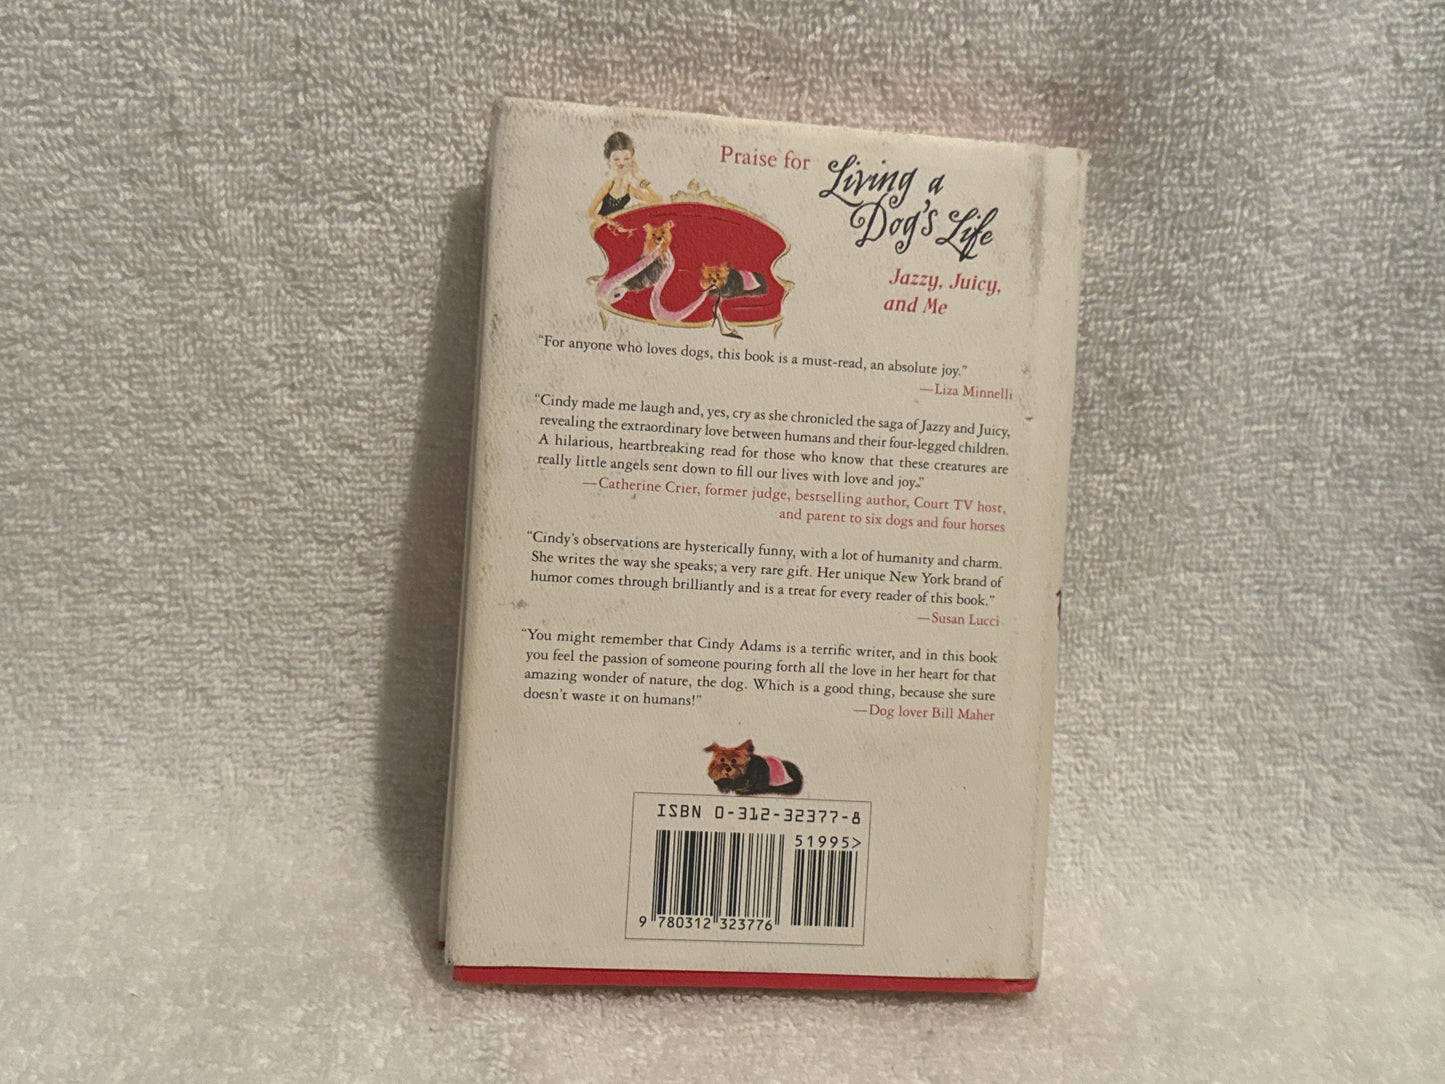 Praise for Living a
Dog's Life
Jazzy, Juicy,
and Me
“For anyone who loves dogs, this book is a must-read, an absolute joy.”
—Liza Minnelli
“Cindy made me laugh and, yes, cry as she chronicled the saga of Jazzy and Juicy,
revealing the extraordinary love between humans and their four-legged children.
A hilarious, heartbreaking read for those who know that these creatures are
really little angels sent down to fill our lives with love and joy.”
—Catherine Crier, former judge, bestselling author, Court TV host,
and parent to six dogs and four horses
“Cindy's observations are hysterically funny, with a lot of humanity and charm.
She writes the way she speaks; a very rare gift. Her unique New York brand of
humor comes through brilliantly and is a treat for every reader of this book.”
—Susan Lucci
“You might remember that Cindy Adams is a terrific writer, and in this book
you feel the passion of someone pouring forth all the love in her heart for that
amazing wonder of nature, the dog. Which is a good thing, because she sure
doesn't waste it on humans!”
—Dog lover Bill Maher
ISBN 0-312-32377-8
51995>
9 780312 323776